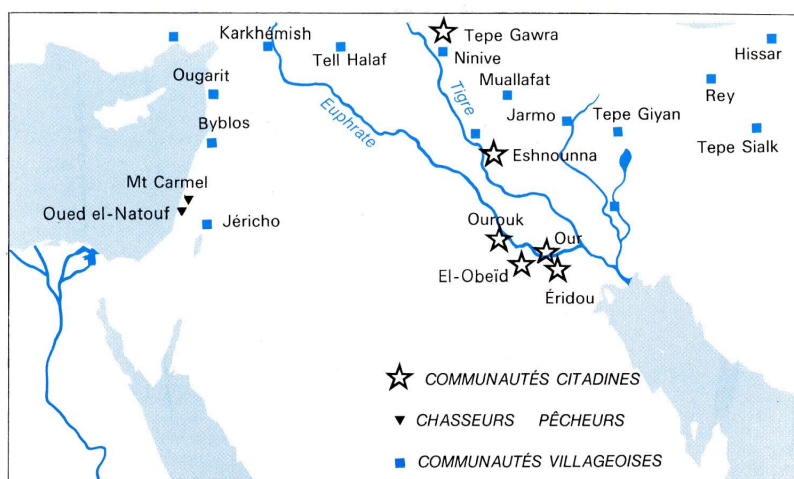 Karkhémish
Tepe Gawra
Hissar
Tell Halaf
Ninive
Ougarit
Muallafat
Rey
Euphrate
Tigre
Jarmo
Tepe Giyan
Byblos
Tepe Sialk
Eshnounna
Mt Carmel
Oued el-Natouf
Jéricho
Ourouk
Our
El-Obeïd
Éridou
COMMUNAUTÉS CITADINES
CHASSEURS PÊCHEURS
COMMUNAUTÉS VILLAGEOISES